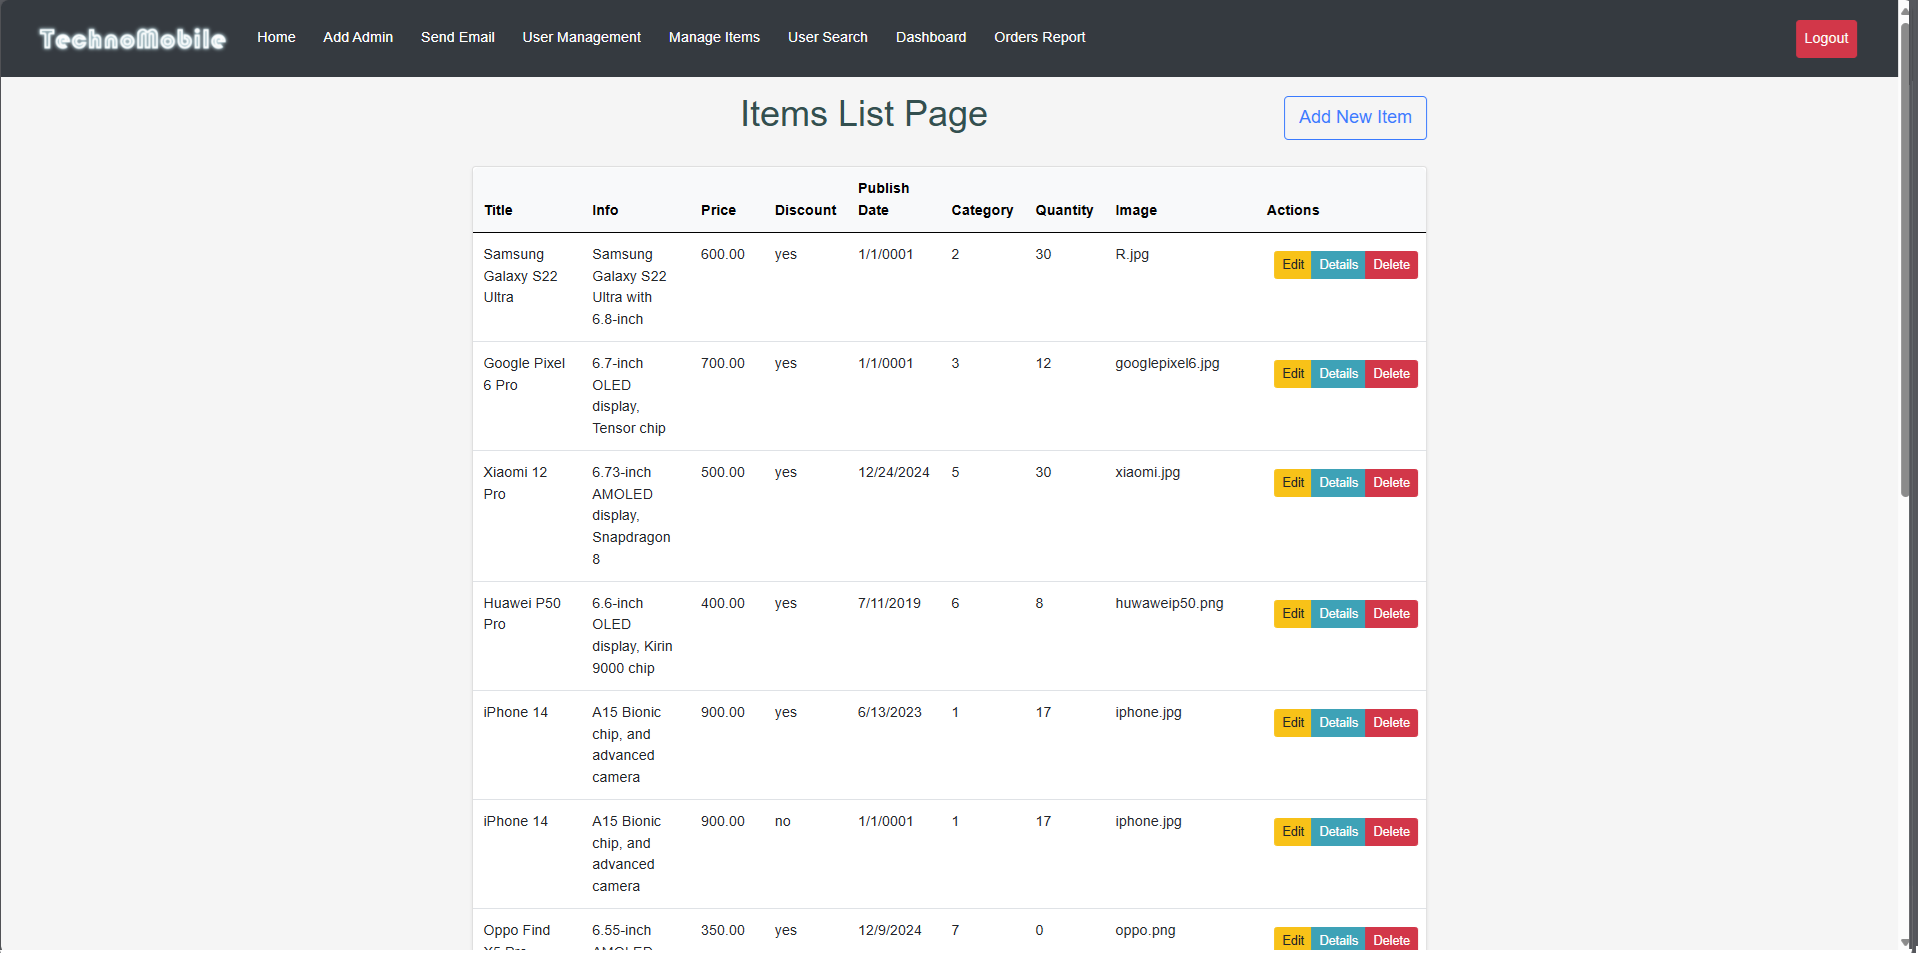 TechnoMobile Home Add Admin Send Email User Management Manage Items User Search Dashboard Orders Report Logout
Items List Page
Add New Item
Title Info Price Discount Publish Date Category Quantity Image Actions
Samsung Samsung 600.00 yes 1/1/0001 2 30 R.jpg Edit Details Delete
Galaxy S22 Galaxy S22
Ultra Ultra with
6.8-inch
Google Pixel 6.7-inch 700.00 yes 1/1/0001 3 12 googlepixel6.jpg Edit Details Delete
6 Pro OLED
display,
Tensor chip
Xiaomi 12 6.73-inch 500.00 yes 12/24/2024 5 30 xiaomi.jpg Edit Details Delete
Pro AMOLED
display,
Snapdragon
8
Huawei P50 6.6-inch 400.00 yes 7/11/2019 6 8 huwaweip50.png Edit Details Delete
Pro OLED
display, Kirin
9000 chip
iPhone 14 A15 Bionic 900.00 yes 6/13/2023 1 17 iphone.jpg Edit Details Delete
chip, and
advanced
camera
iPhone 14 A15 Bionic 900.00 no 1/1/0001 1 17 iphone.jpg Edit Details Delete
chip, and
advanced
camera
Oppo Find 6.55-inch 350.00 yes 12/9/2024 7 0 oppo.png Edit Details Delete